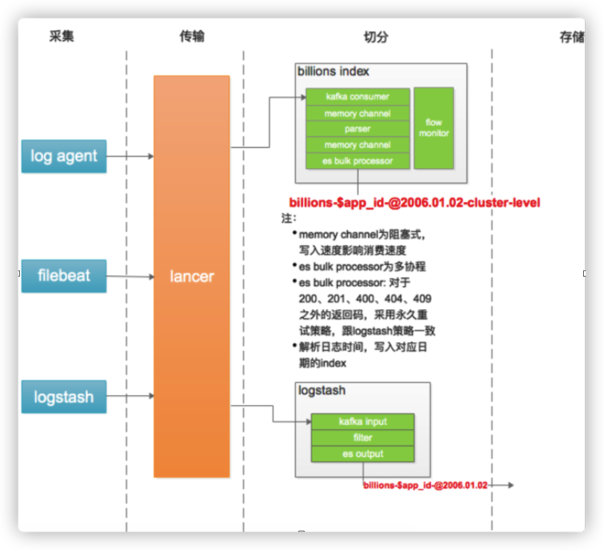 采集
传输
切分
存储
billions index
kafka consumer
memory channel
parser
memory channel
es bulk processor
flow
monitor
log agent
billions-$app_id-@2006.01.02-cluster-level
注:
•memory channel为阻塞式,
写入速度影响消费速度
•es bulk processor为多协程
•es bulk processor: 对于
200、201、400、404、409
之外的返回码,采用永久重
试策略,跟logstash策略一致
•解析日志时间,写入对应日
期的index
filebeat
lancer
logstash
logstash
kafka input
filter
es output
billions-$app_id-@2006.01.02